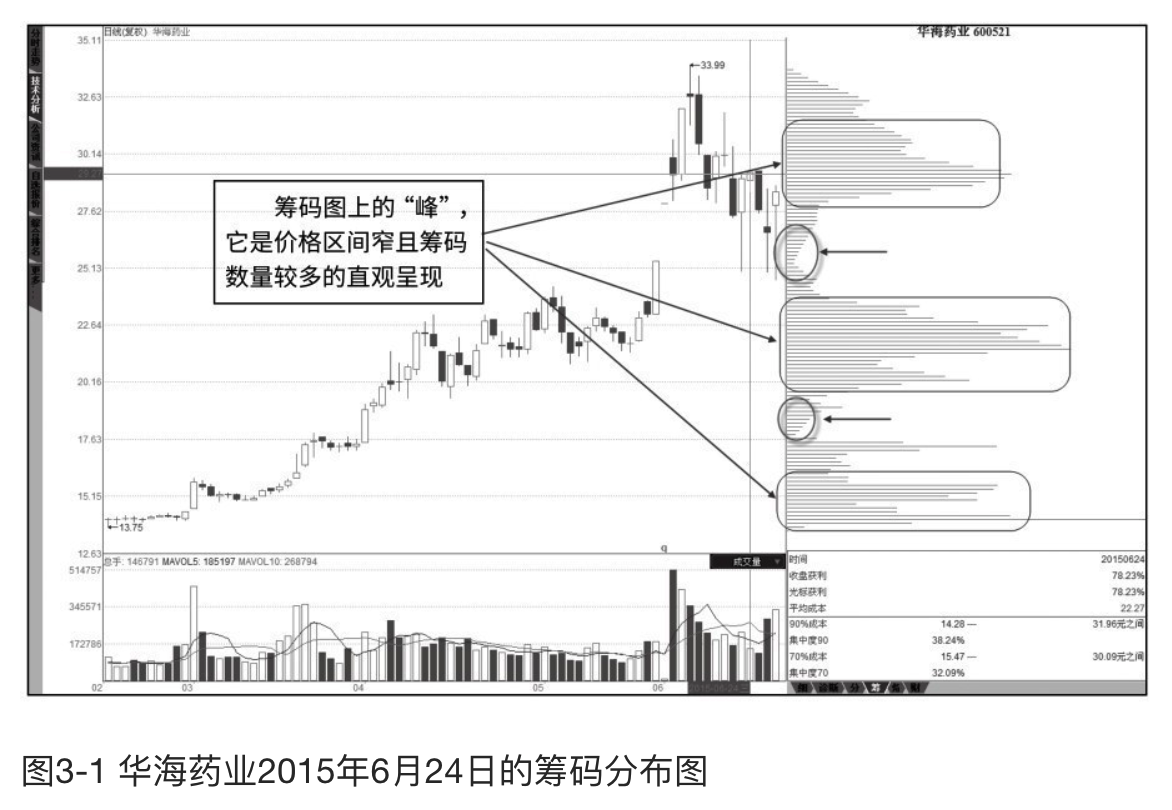 日线(复权) 华海药业
华海药业 600521
分时走势
技术分析
自选报价
综合排名
更多
35.11
32.63
30.14
27.62
25.13
22.64
20.16
17.63
15.15
12.63
33.99
13.75
筹码图上的“峰”，
它是价格区间窄且筹码
数量较多的直观呈现
q
总手: 146791 MAVOL5: 185197 MAVOL10: 268794
成交量
514757
345571
172786
02 03 04 05 06
时间 20150624
收盘获利 78.23%
光标获利 78.23%
平均成本 22.27
90%成本 14.28 — 31.96元之间
集中度90 38.24%
70%成本 15.47 — 30.09元之间
集中度70 32.09%
筹
财
图3-1 华海药业2015年6月24日的筹码分布图